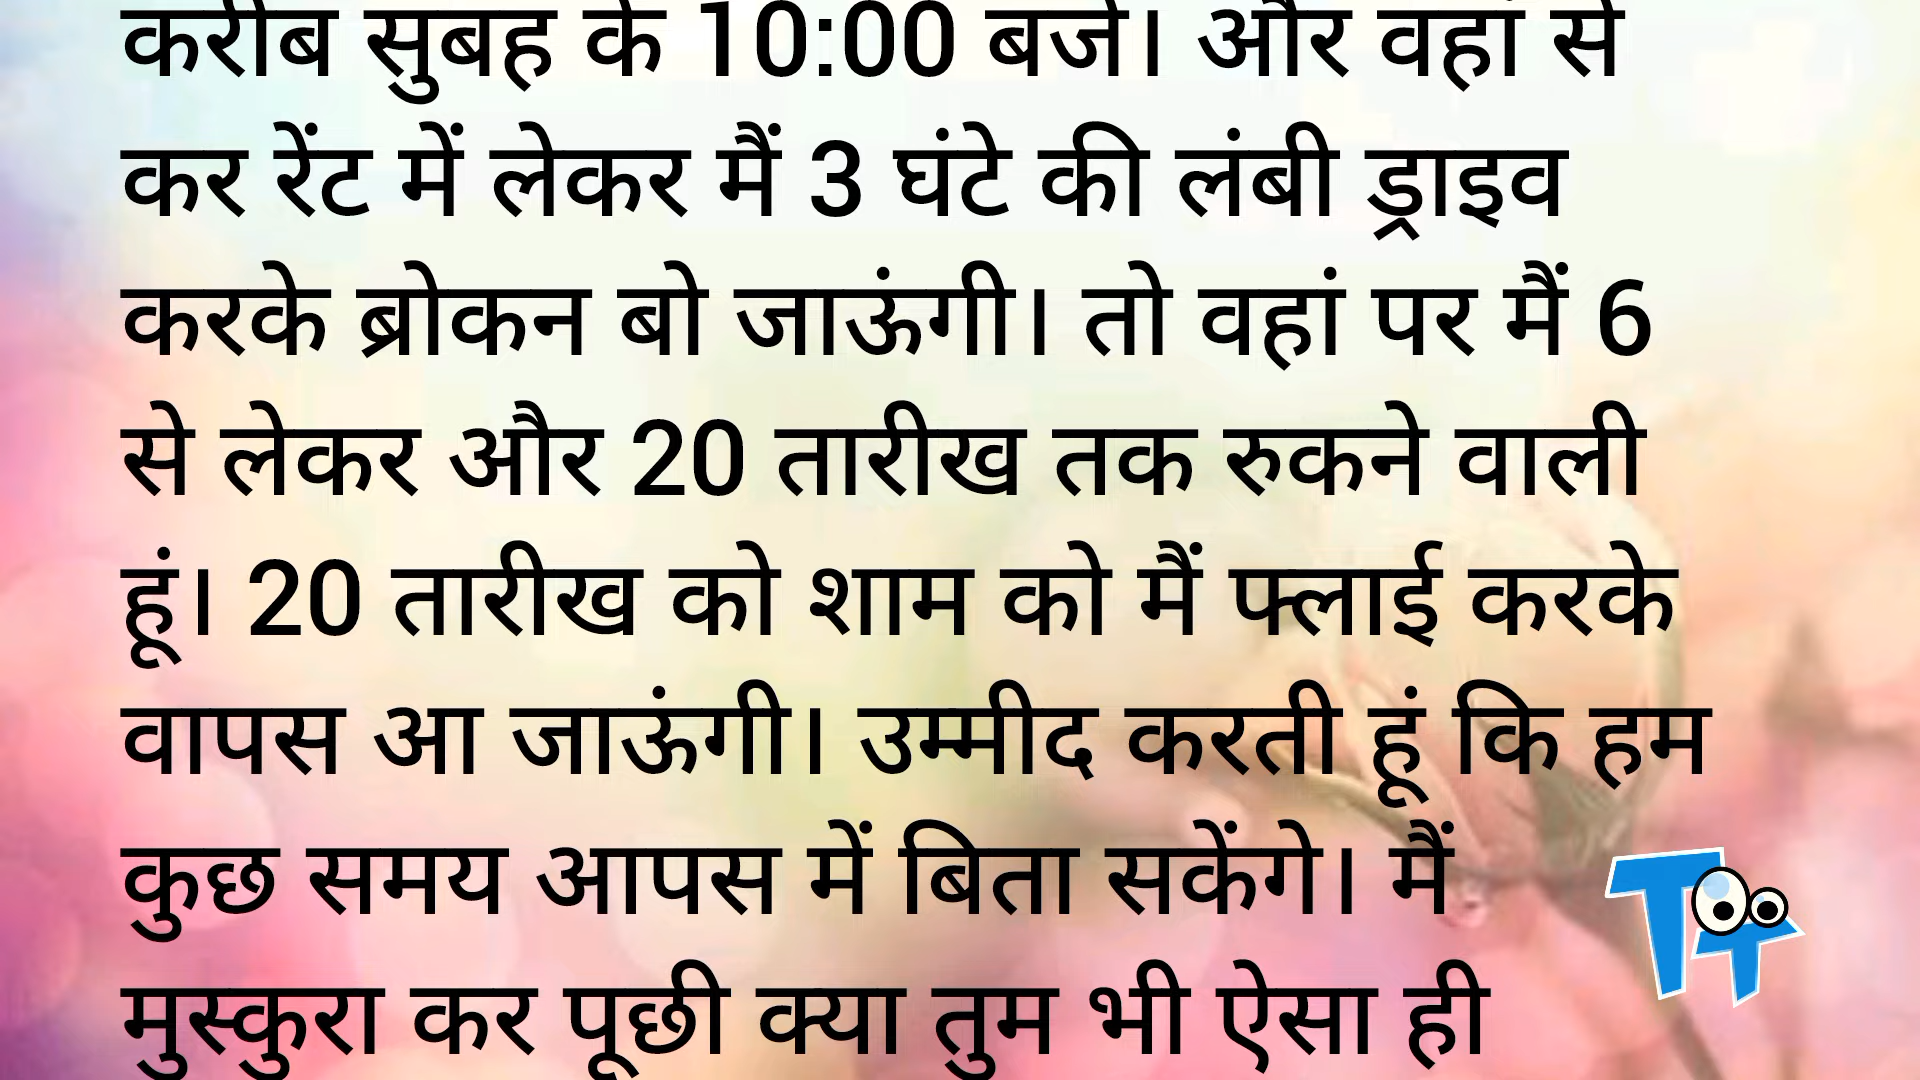 करीब सुबह के 10:00 बजे। और वहां से
कर रेंट में लेकर मैं 3 घंटे की लंबी ड्राइव
करके ब्रोकन बो जाऊंगी। तो वहां पर मैं 6
से लेकर और 20 तारीख तक रुकने वाली
हूं। 20 तारीख को शाम को मैं फ्लाई करके
वापस आ जाऊंगी। उम्मीद करती हूं कि हम
कुछ समय आपस में बिता सकेंगे। मैं
मुस्कुरा कर पूछी क्या तुम भी ऐसा ही
TT